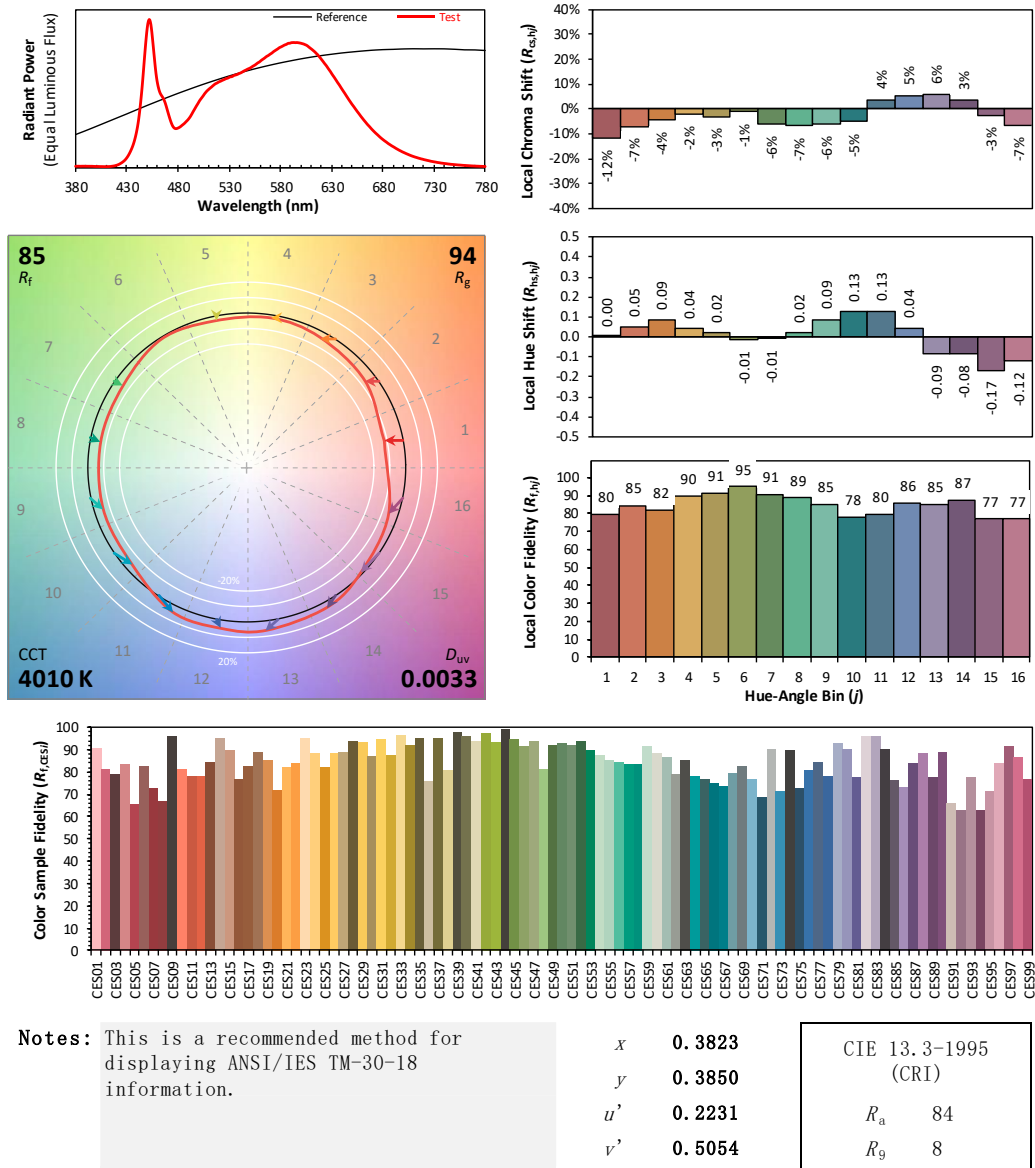 Reference
Test
Radiant Power
(Equal Luminous Flux)
380 430 480 530 580 630 680 730 780
Wavelength (nm)
Local Chroma Shift (Rcs,hj)
40%
30%
20%
10%
0%
-10%
-20%
-30%
-40%
-12% -7% -4% -2% -3% -1% -6% -7% -6% -5% 4% 5% 6% 3% -3% -7%
85
Rf
94
Rg
1
2
3
4
5
6
7
8
9
10
11
12
13
14
15
16
-20%
20%
CCT
4010 K
Duv
0.0033
Local Hue Shift (Rhs,hj)
0.5
0.4
0.3
0.2
0.1
0.0
-0.1
-0.2
-0.3
-0.4
-0.5
0.00 0.05 0.09 0.04 0.02 -0.01 -0.01 0.02 0.09 0.13 0.13 0.04 -0.09 -0.08 -0.17 -0.12
Local Color Fidelity (Rf,hj)
100
90
80
70
60
50
40
30
20
10
0
80 85 82 90 91 95 91 89 85 78 80 86 85 87 77 77
1 2 3 4 5 6 7 8 9 10 11 12 13 14 15 16
Hue-Angle Bin (j)
Color Sample Fidelity (Rf,CESi)
100
90
80
70
60
50
40
30
20
10
0
CES01 CES03 CES05 CES07 CES09 CES11 CES13 CES15 CES17 CES19 CES21 CES23 CES25 CES27 CES29 CES31 CES33 CES35 CES37 CES39 CES41 CES43 CES45 CES47 CES49 CES51 CES53 CES55 CES57 CES59 CES61 CES63 CES65 CES67 CES69 CES71 CES73 CES75 CES77 CES79 CES81 CES83 CES85 CES87 CES89 CES91 CES93 CES95 CES97 CES99
Notes: This is a recommended method for
displaying ANSI/IES TM-30-18
information.
x 0.3823
y 0.3850
u' 0.2231
v' 0.5054
CIE 13.3-1995
(CRI)
Ra 84
R9 8